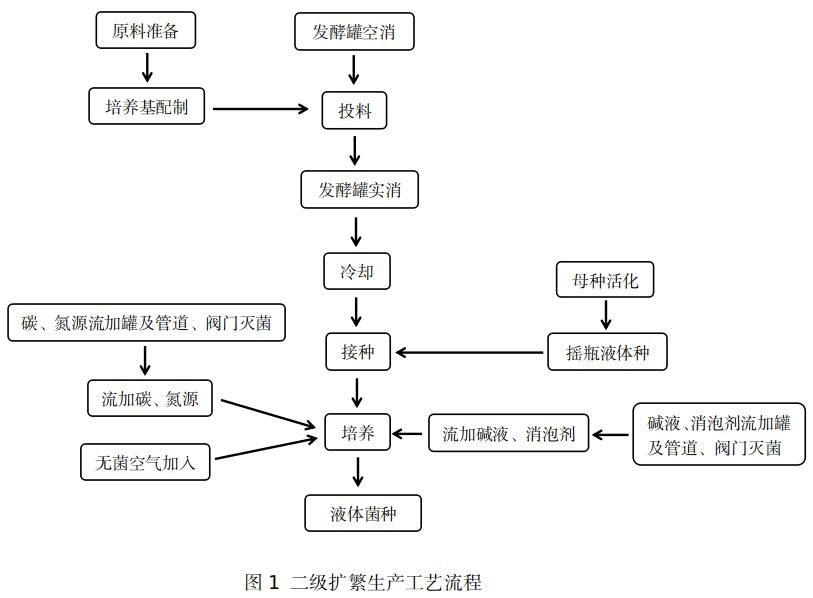 原料准备
发酵罐空消
培养基配制
投料
发酵罐实消
冷却
母种活化
碳、氮源流加罐及管道、阀门灭菌
接种
摇瓶液体种
流加碳、氮源
培养
流加碱液、消泡剂
碱液、消泡剂流加罐
及管道、阀门灭菌
无菌空气加入
液体菌种
图 1 二级扩繁生产工艺流程